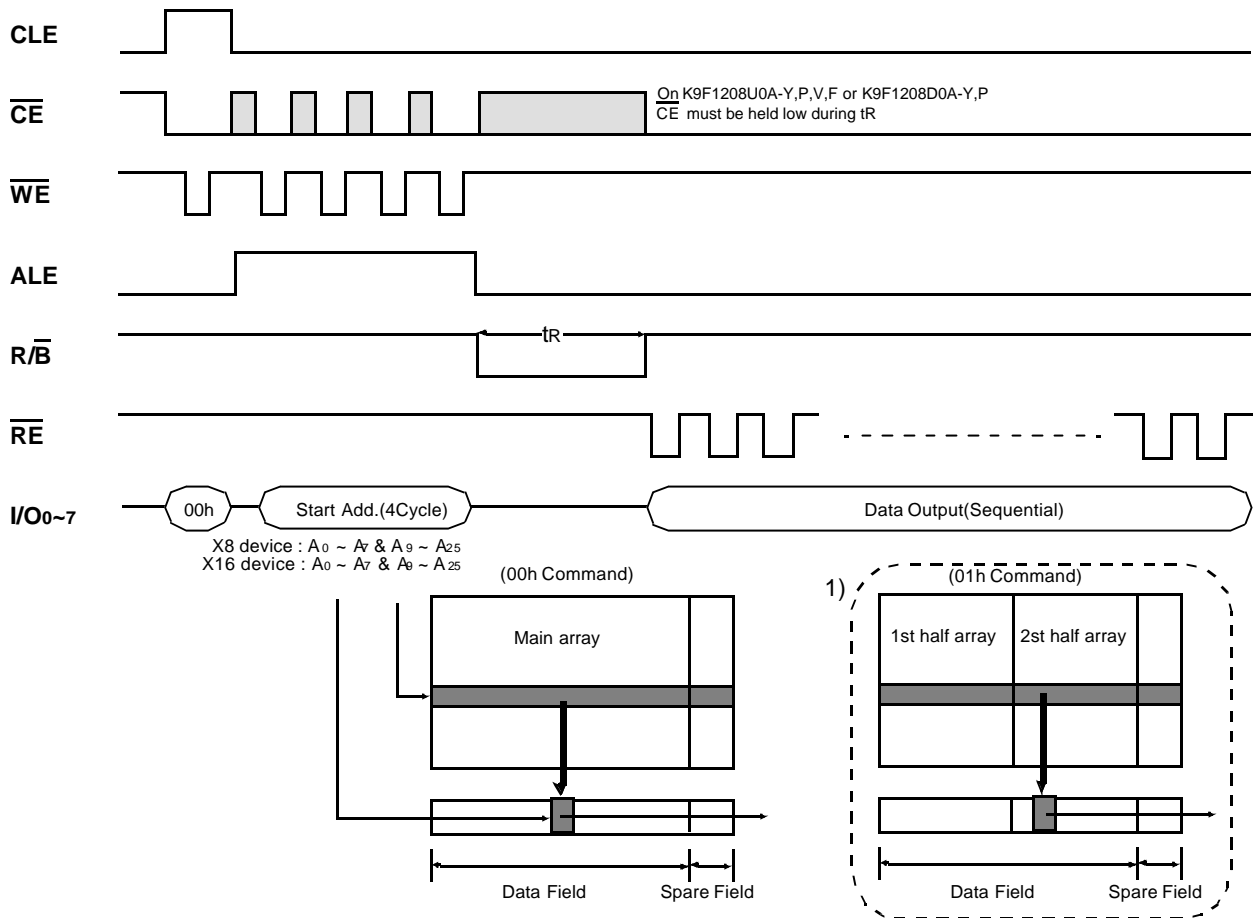 CLE
CE
On K9F1208U0A-Y,P,V,F or K9F1208D0A-Y,P
CE must be held low during tR
WE
ALE
R/B
tR
RE
I/O0~7
00h
Start Add.(4Cycle)
Data Output(Sequential)
X8 device : A0 ~ A7 & A9 ~ A25
X16 device : A0 ~ A7 & A9 ~ A25
(00h Command)
1)
(01h Command)
Main array
1st half array
2st half array
Data Field
Spare Field
Data Field
Spare Field